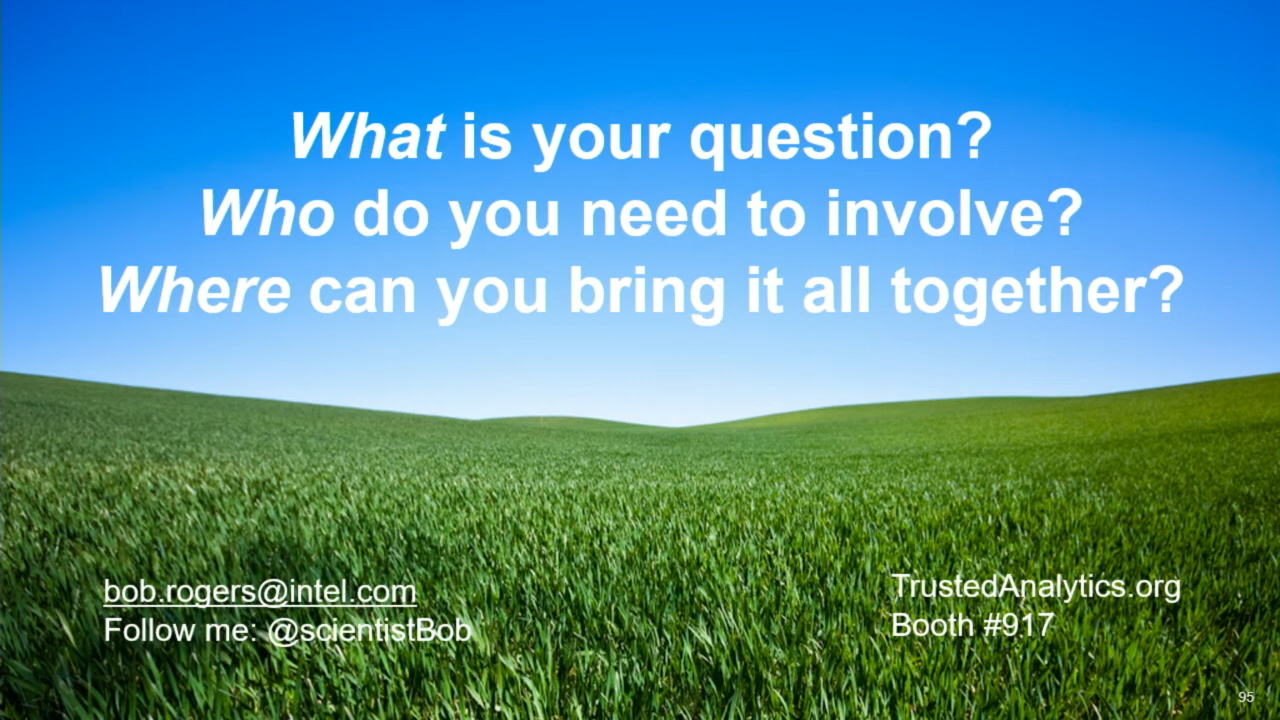 What is your question?
Who do you need to involve?
Where can you bring it all together?
bob.rogers@intel.com
Follow me: @scientistBob
TrustedAnalytics.org
Booth #917
95